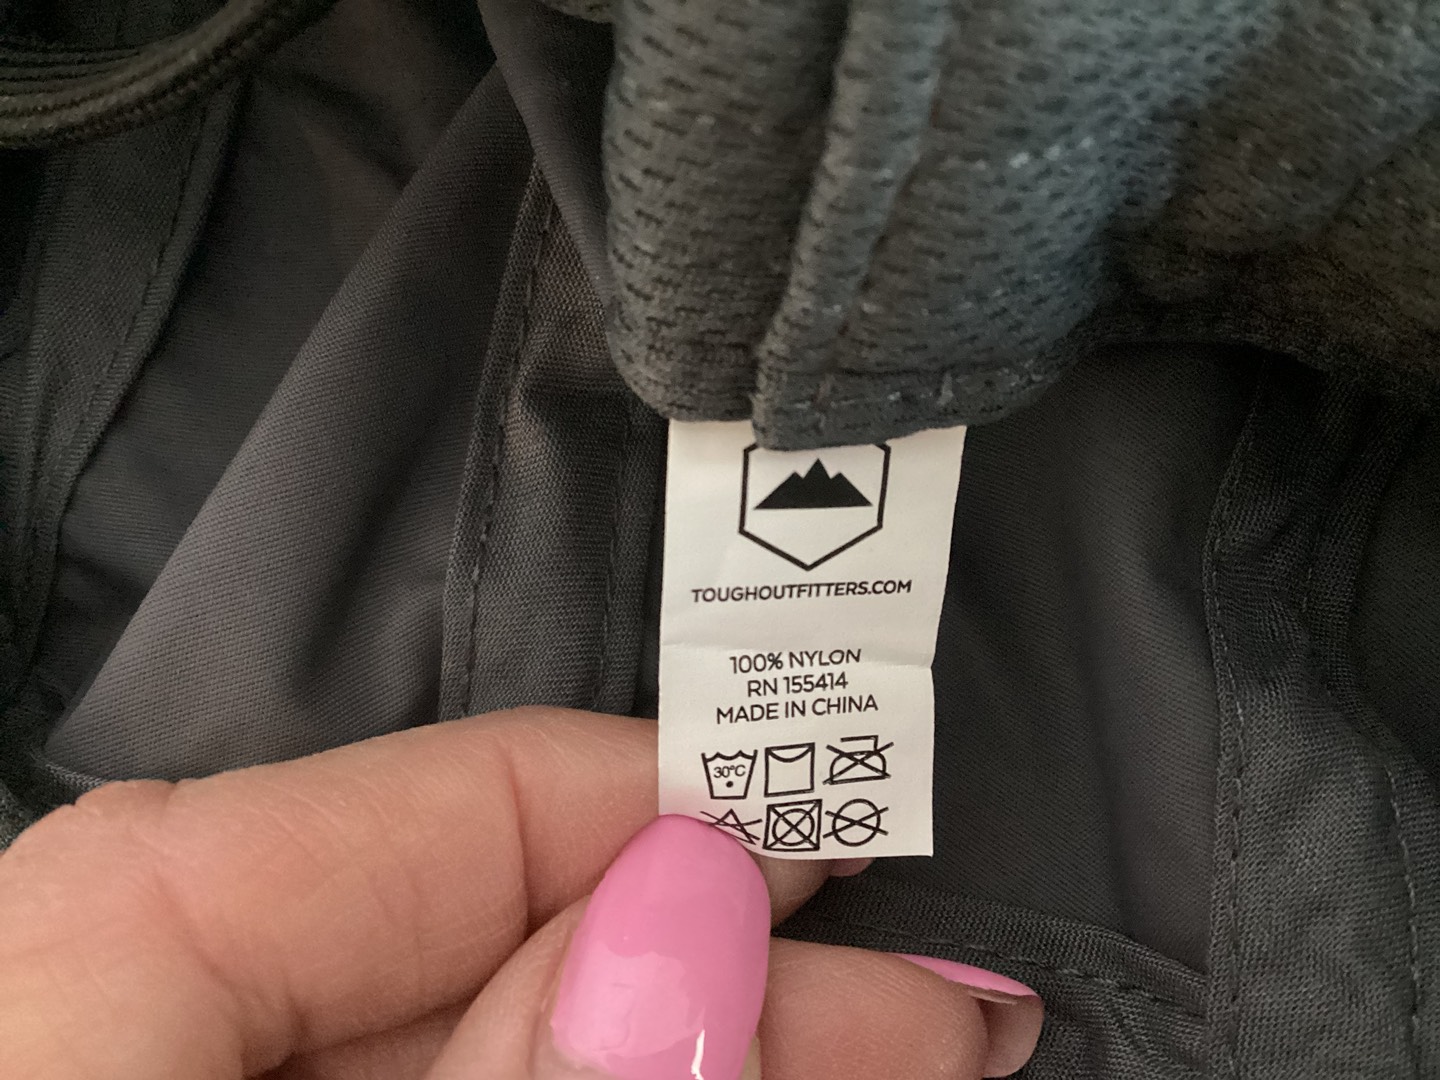 TOUGHOUTFITTERS.COM
100% NYLON
RN 155414
MADE IN CHINA
30°C